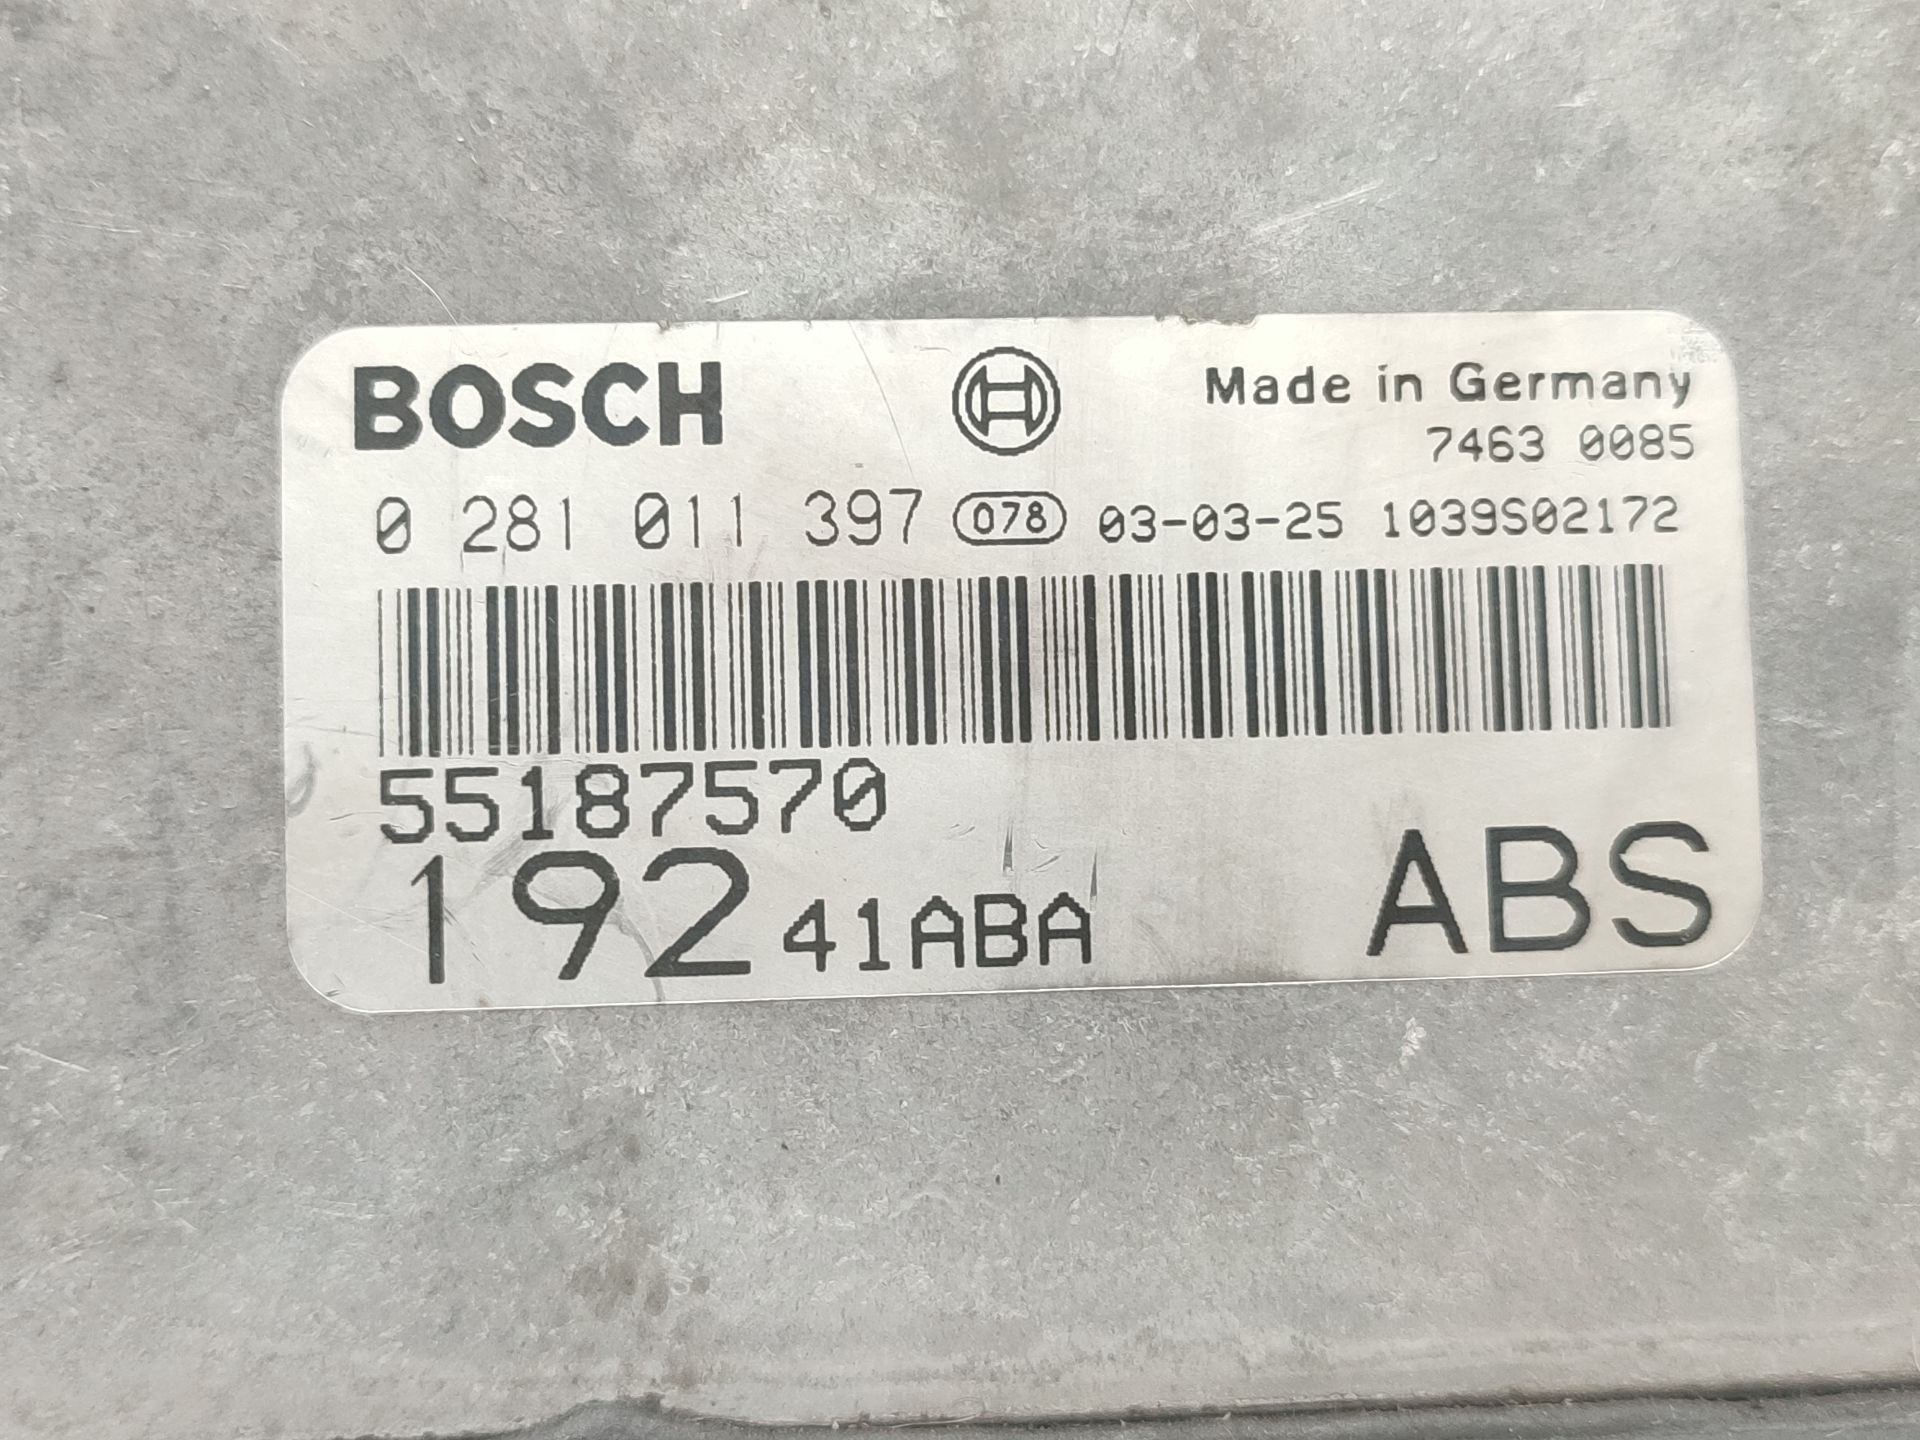 BOSCH
Made in Germany
7463 0085
0 281 011 397 078 03-03-25 1039S02172
55187570
192 41ABA ABS